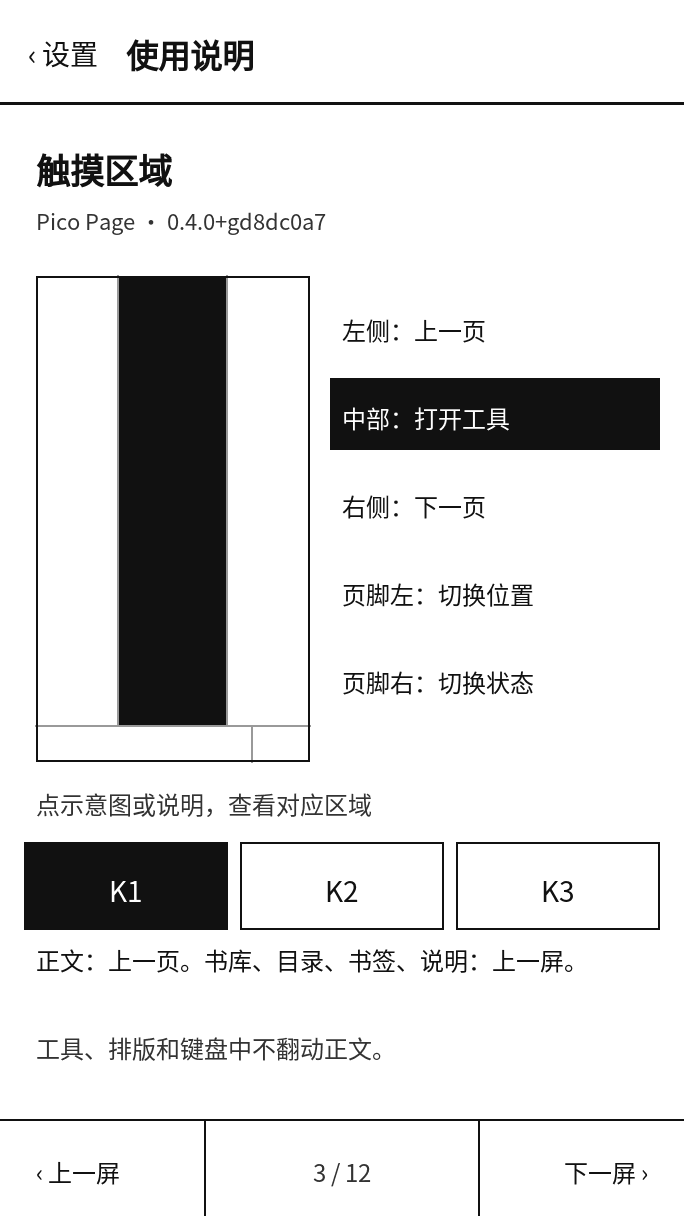 ‹ 设置 使用说明
触摸区域
Pico Page · 0.4.0+gd8dc0a7
左侧：上一页
中部：打开工具
右侧：下一页
页脚左：切换位置
页脚右：切换状态
点示意图或说明，查看对应区域
K1 K2 K3
正文：上一页。书库、目录、书签、说明：上一屏。
工具、排版和键盘中不翻动正文。
‹ 上一屏 3 / 12 下一屏 ›